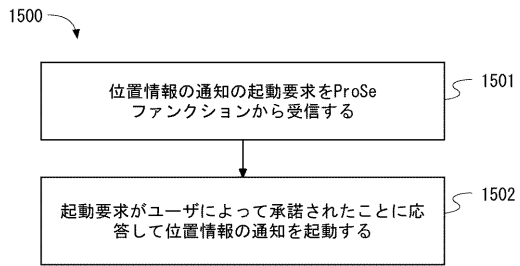 1500
位置情報の通知の起動要求をProSe
ファンクションから受信する
1501
起動要求がユーザによって承諾されたことに応
答して位置情報の通知を起動する
1502